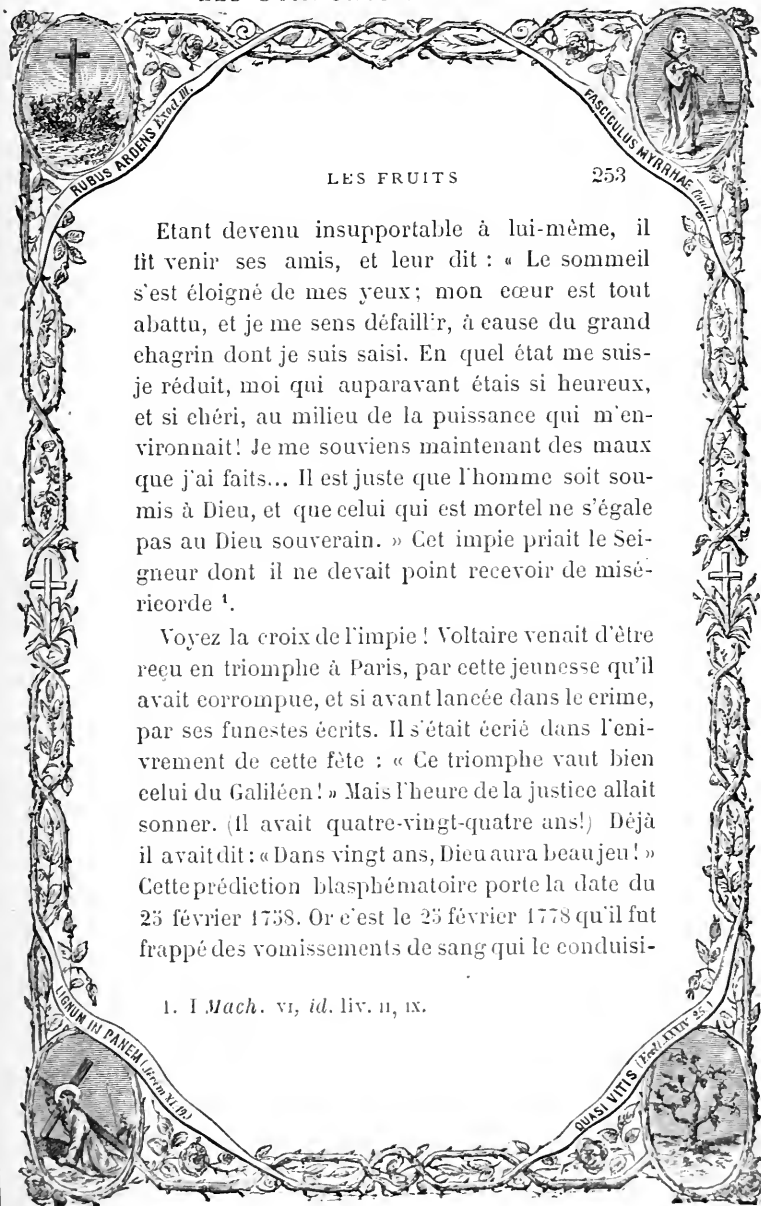 RUBUS ARDENS Exod. III.
FASCICULUS MYRRHAE
LES FRUITS 253
Etant devenu insupportable à lui-même, il
fit venir ses amis, et leur dit : « Le sommeil
s'est éloigné de mes yeux; mon cœur est tout
abattu, et je me sens défaillir, à cause du grand
chagrin dont je suis saisi. En quel état me suis-
je réduit, moi qui auparavant étais si heureux,
et si chéri, au milieu de la puissance qui m'en-
vironnait! Je me souviens maintenant des maux
que j'ai faits... Il est juste que l'homme soit sou-
mis à Dieu, et que celui qui est mortel ne s'égale
pas au Dieu souverain. » Cet impie priait le Sei-
gneur dont il ne devait point recevoir de misé-
ricorde ¹.
Voyez la croix de l'impie ! Voltaire venait d'être
reçu en triomphe à Paris, par cette jeunesse qu'il
avait corrompue, et si avant lancée dans le crime,
par ses funestes écrits. Il s'était écrié dans l'eni-
vrement de cette fête : « Ce triomphe vaut bien
celui du Galiléen! » Mais l'heure de la justice allait
sonner. (Il avait quatre-vingt-quatre ans!) Déjà
il avait dit : « Dans vingt ans, Dieu aura beau jeu ! »
Cette prédiction blasphématoire porte la date du
25 février 1758. Or c'est le 25 février 1778 qu'il fut
frappé des vomissements de sang qui le conduisi-
1. I Mach. VI, id. liv. II, IX.
LIGNUM IN PANEM (Jerem XI. 19.)
QUASI VITIS (Eccli. XXIV 23.)